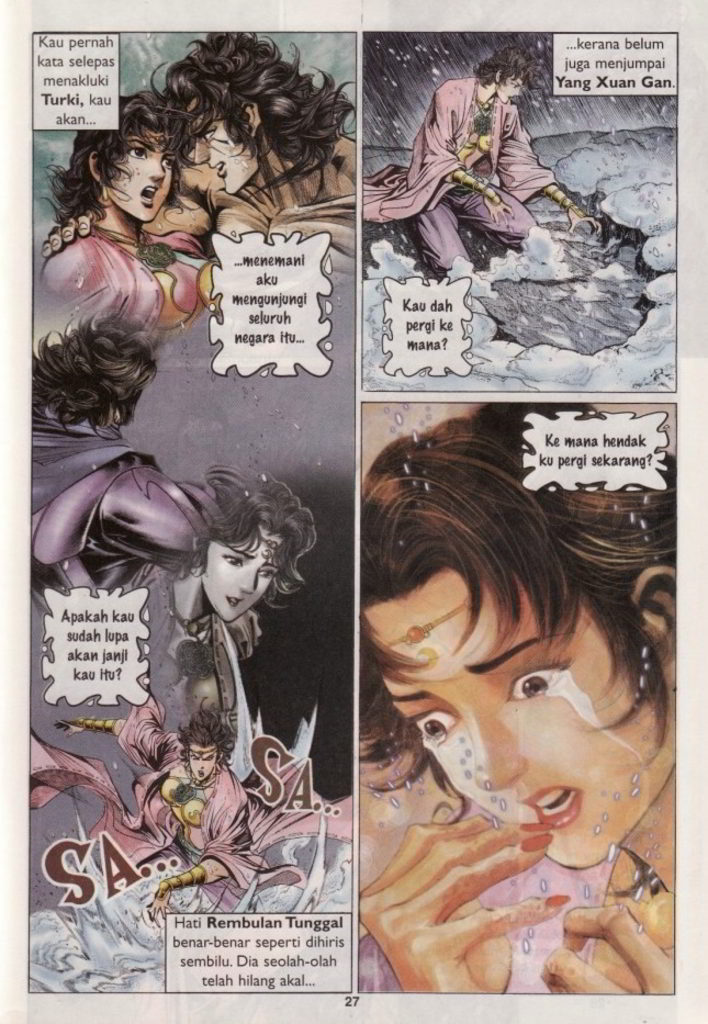 Kau pernah
kata selepas
menakluki
Turki, kau
akan...
...menemani
aku
mengunjungi
seluruh
negara itu...
Apakah kau
sudah lupa
akan janji
kau itu?
SA...
SA...
Hati Rembulan Tunggal
benar-benar seperti dihiris
sembilu. Dia seolah-olah
telah hilang akal...
...kerana belum
juga menjumpai
Yang Xuan Gan.
Kau dah
pergi ke
mana?
Ke mana hendak
ku pergi sekarang?
27